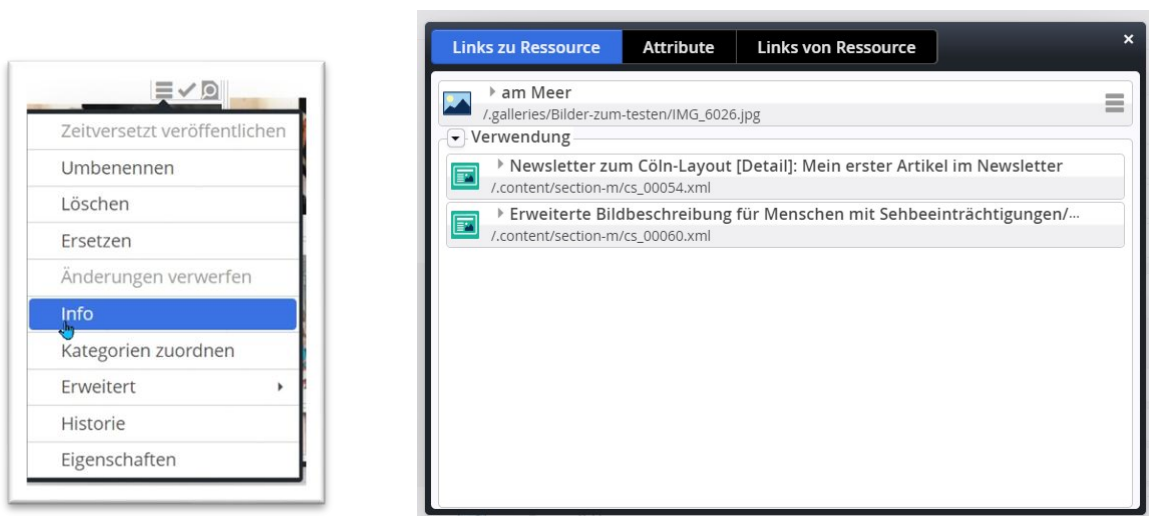 Zeitversetzt veröffentlichen
Umbenennen
Löschen
Ersetzen
Änderungen verwerfen
Info
Kategorien zuordnen
Erweitert
Historie
Eigenschaften
Links zu Ressource Attribute Links von Ressource
am Meer
/.galleries/Bilder-zum-testen/IMG_6026.jpg
Verwendung
Newsletter zum Cöln-Layout [Detail]: Mein erster Artikel im Newsletter
/.content/section-m/cs_00054.xml
Erweiterte Bildbeschreibung für Menschen mit Sehbeeinträchtigungen/...
/.content/section-m/cs_00060.xml